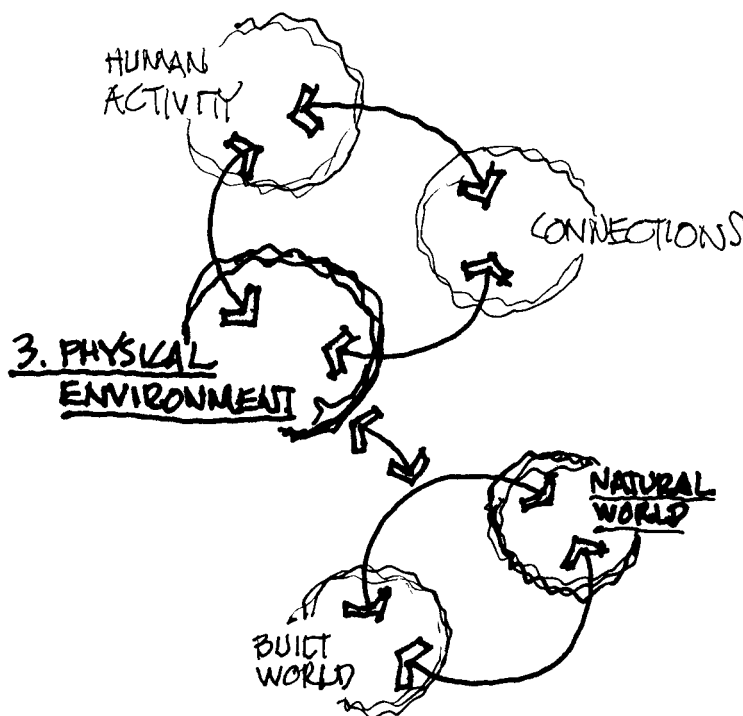 HUMAN
ACTIVITY
CONNECTIONS
3. PHYSICAL
ENVIRONMENT
NATURAL
WORLD
BUILT
WORLD